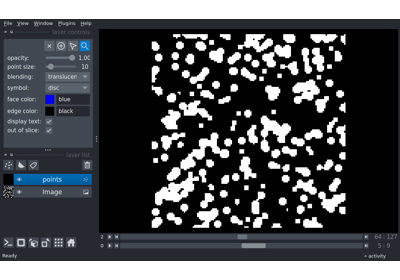 File View Window Plugins Help
layer controls
opacity: 1.00
point size: 10
blending: translucen
symbol: disc
face color: blue
edge color: black
display text:
out of slice:
layer list
points
Image
2 64 127
0 5 9
Ready activity